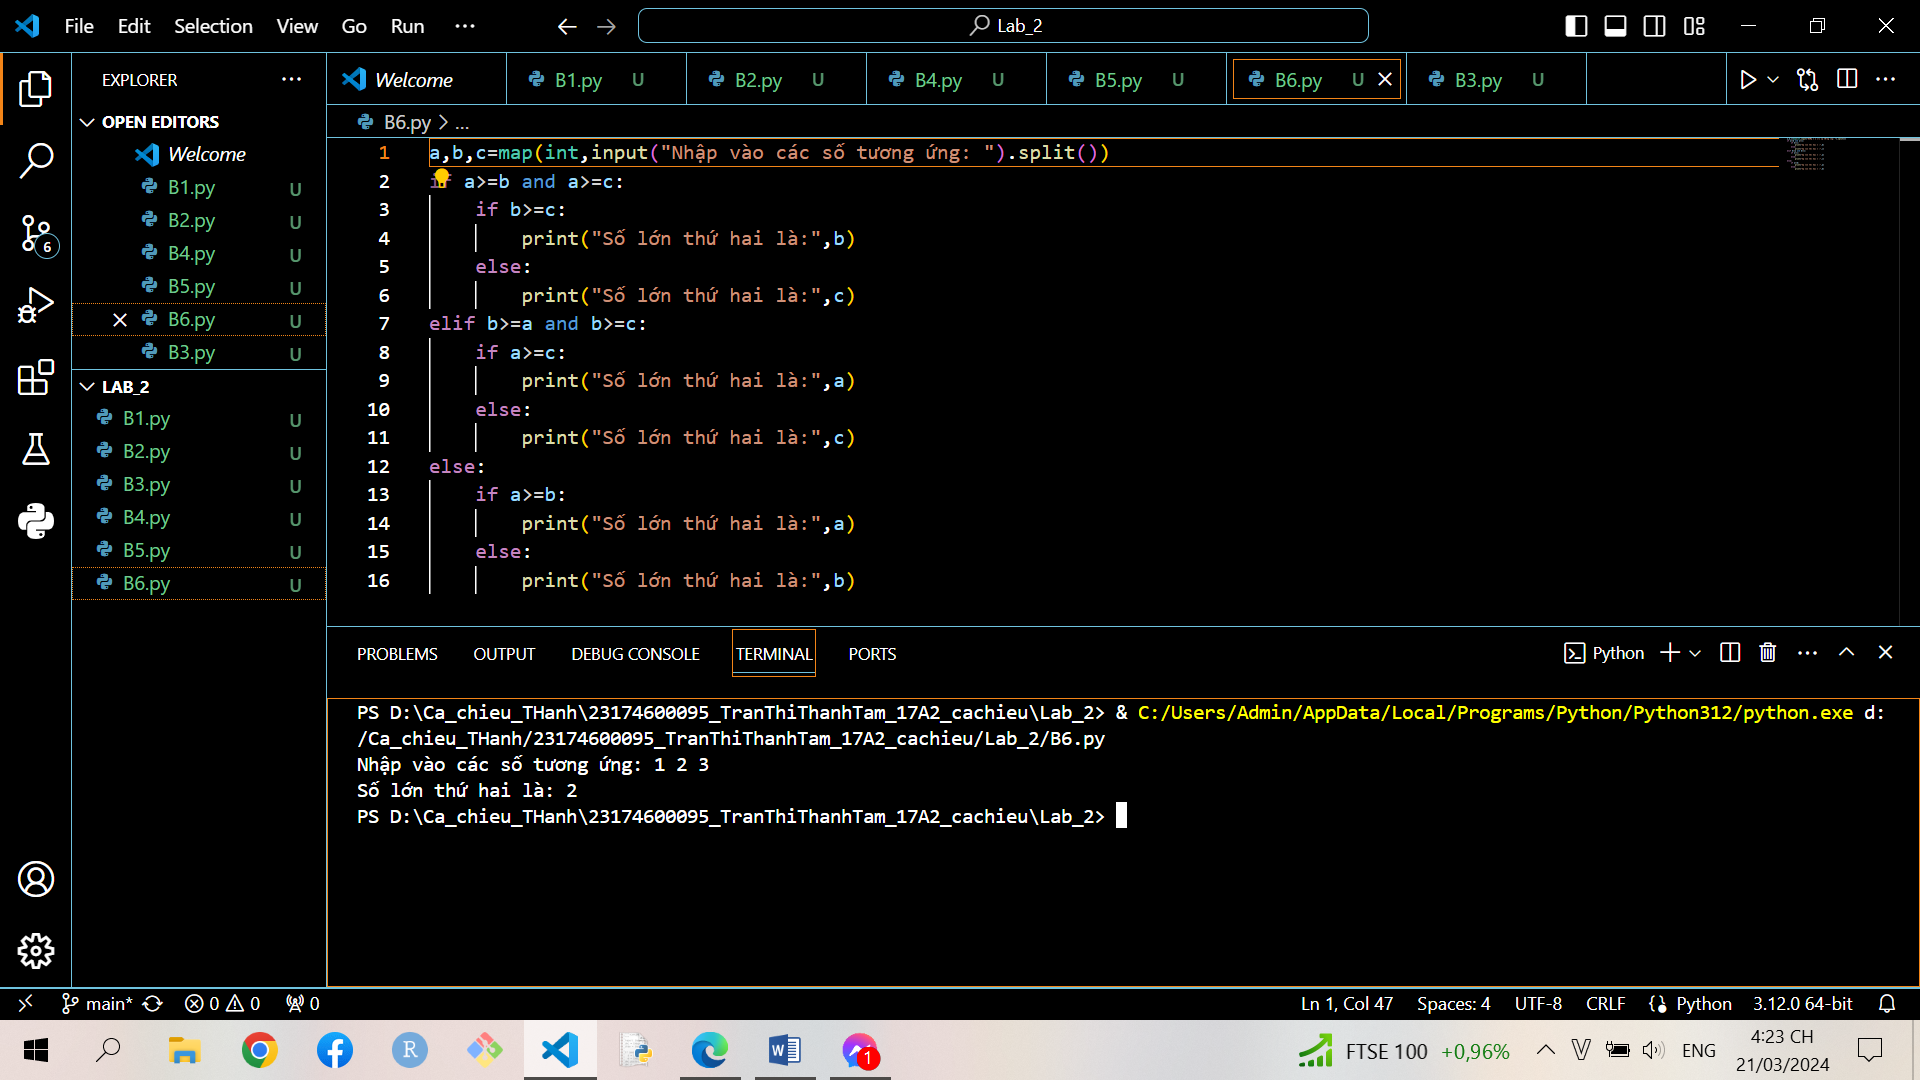 File Edit Selection View Go Run ···
Lab_2
EXPLORER
OPEN EDITORS
Welcome
B1.py U
B2.py U
B4.py U
B5.py U
B6.py U
B3.py U
LAB_2
B1.py U
B2.py U
B3.py U
B4.py U
B5.py U
B6.py U
6
Welcome B1.py U B2.py U B4.py U B5.py U B6.py U B3.py U
B6.py > ...
1 a,b,c=map(int,input("Nhập vào các số tương ứng: ").split())
2 if a>=b and a>=c:
3 if b>=c:
4 print("Số lớn thứ hai là:",b)
5 else:
6 print("Số lớn thứ hai là:",c)
7 elif b>=a and b>=c:
8 if a>=c:
9 print("Số lớn thứ hai là:",a)
10 else:
11 print("Số lớn thứ hai là:",c)
12 else:
13 if a>=b:
14 print("Số lớn thứ hai là:",a)
15 else:
16 print("Số lớn thứ hai là:",b)
PROBLEMS OUTPUT DEBUG CONSOLE TERMINAL PORTS
Python
PS D:\Ca_chieu_THanh\23174600095_TranThiThanhTam_17A2_cachieu\Lab_2> & C:/Users/Admin/AppData/Local/Programs/Python/Python312/python.exe d:
/Ca_chieu_THanh/23174600095_TranThiThanhTam_17A2_cachieu/Lab_2/B6.py
Nhập vào các số tương ứng: 1 2 3
Số lớn thứ hai là: 2
PS D:\Ca_chieu_THanh\23174600095_TranThiThanhTam_17A2_cachieu\Lab_2>
main* 0 0 0
Ln 1, Col 47 Spaces: 4 UTF-8 CRLF Python 3.12.0 64-bit
R
1
FTSE 100 +0,96%
ENG
4:23 CH
21/03/2024